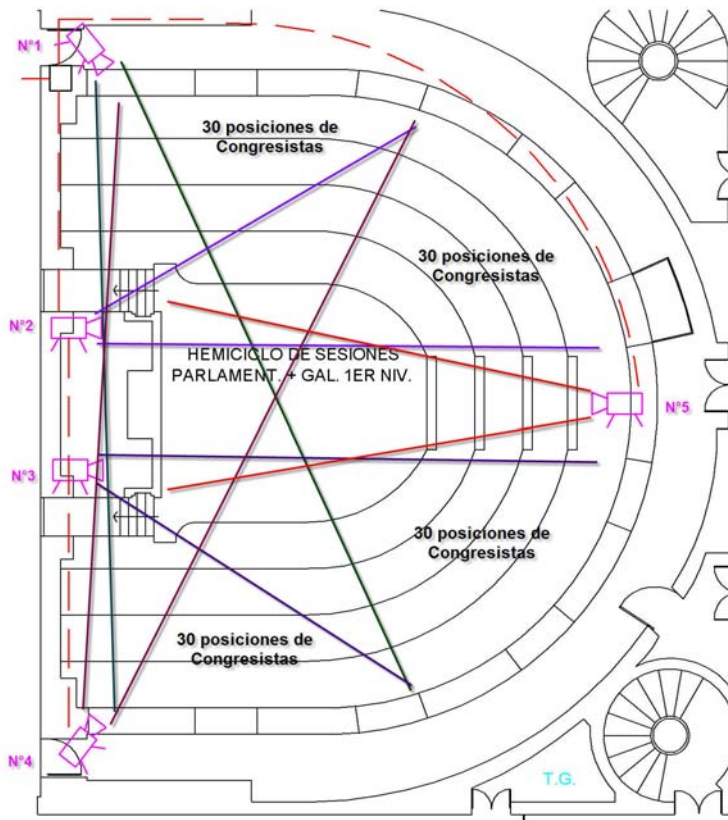 N°1
30 posiciones de
Congresistas
30 posiciones de
Congresistas
N°2
HEMICICLO DE SESIONES
PARLAMENT. + GAL. 1ER NIV.
N°5
N°3
30 posiciones de
Congresistas
30 posiciones de
Congresistas
N°4
T.G.